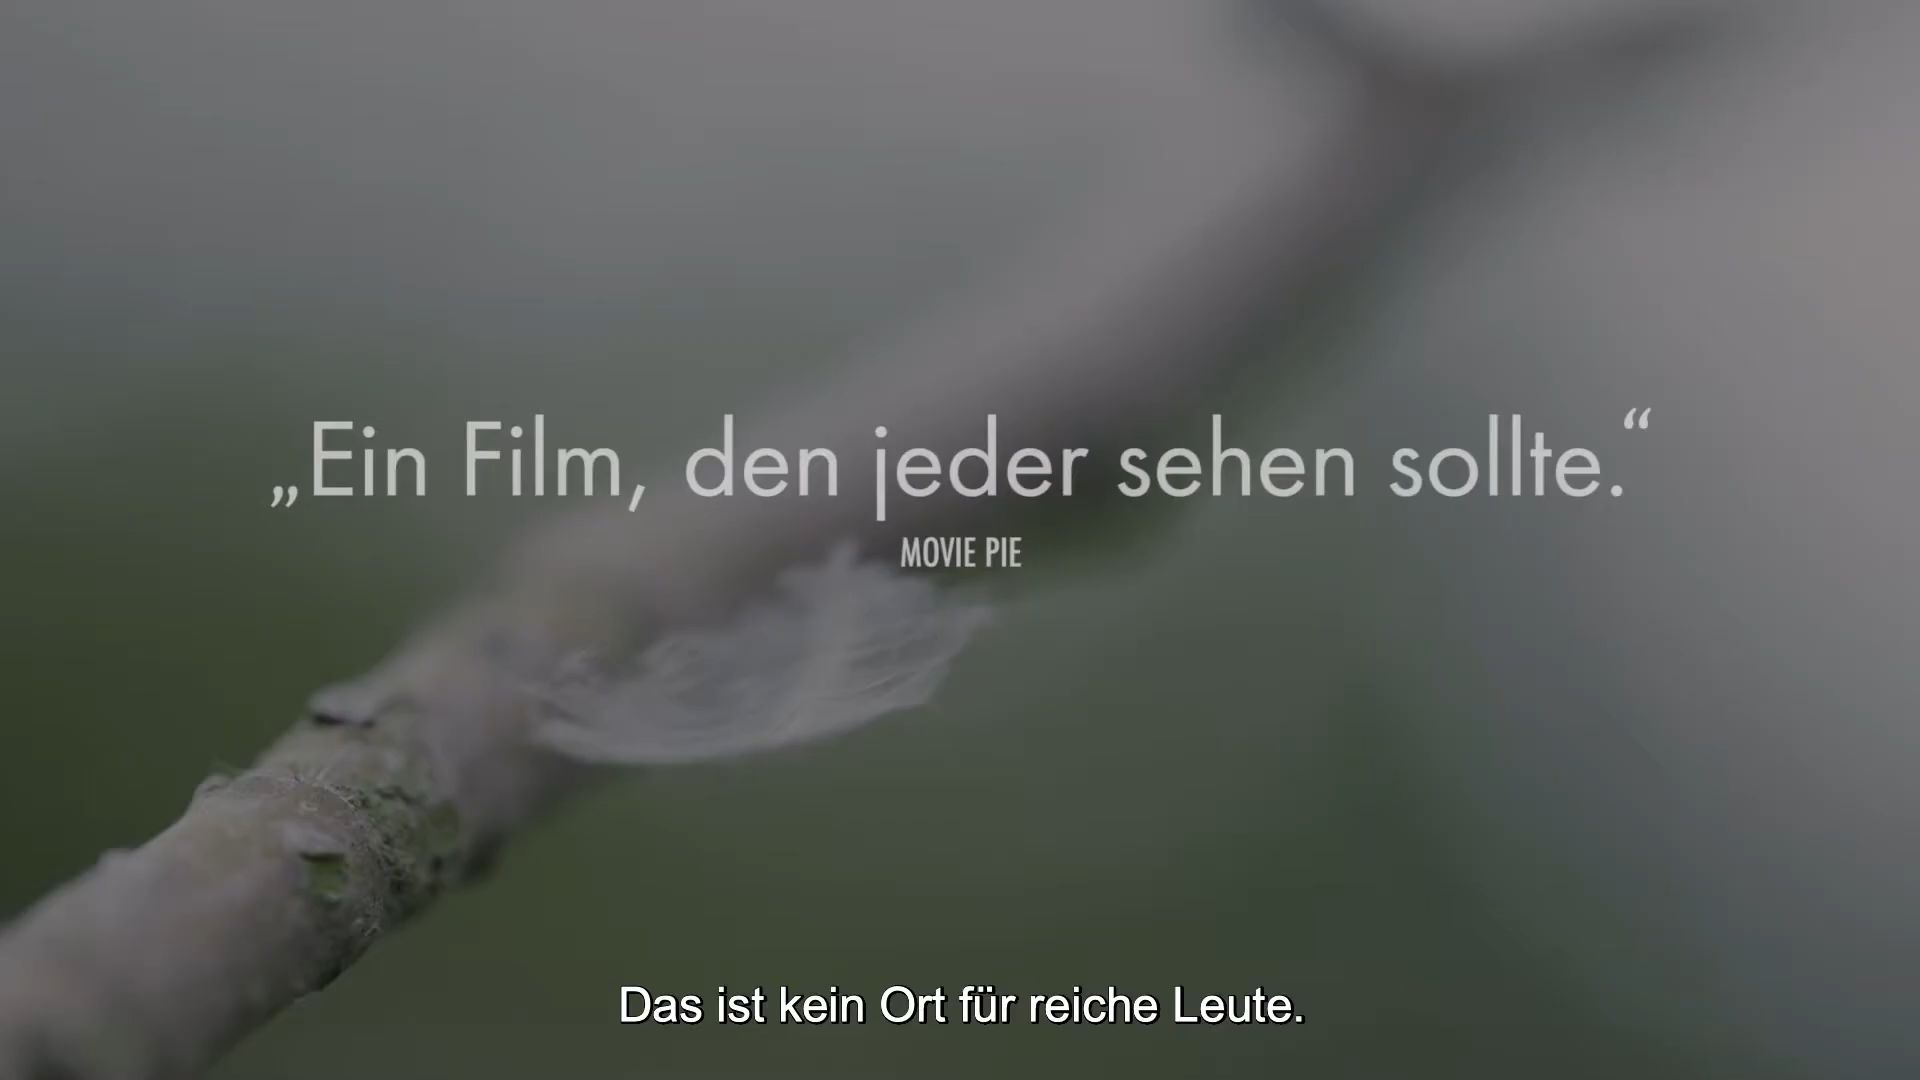 „Ein Film, den jeder sehen sollte.“
MOVIE PIE
Das ist kein Ort für reiche Leute.